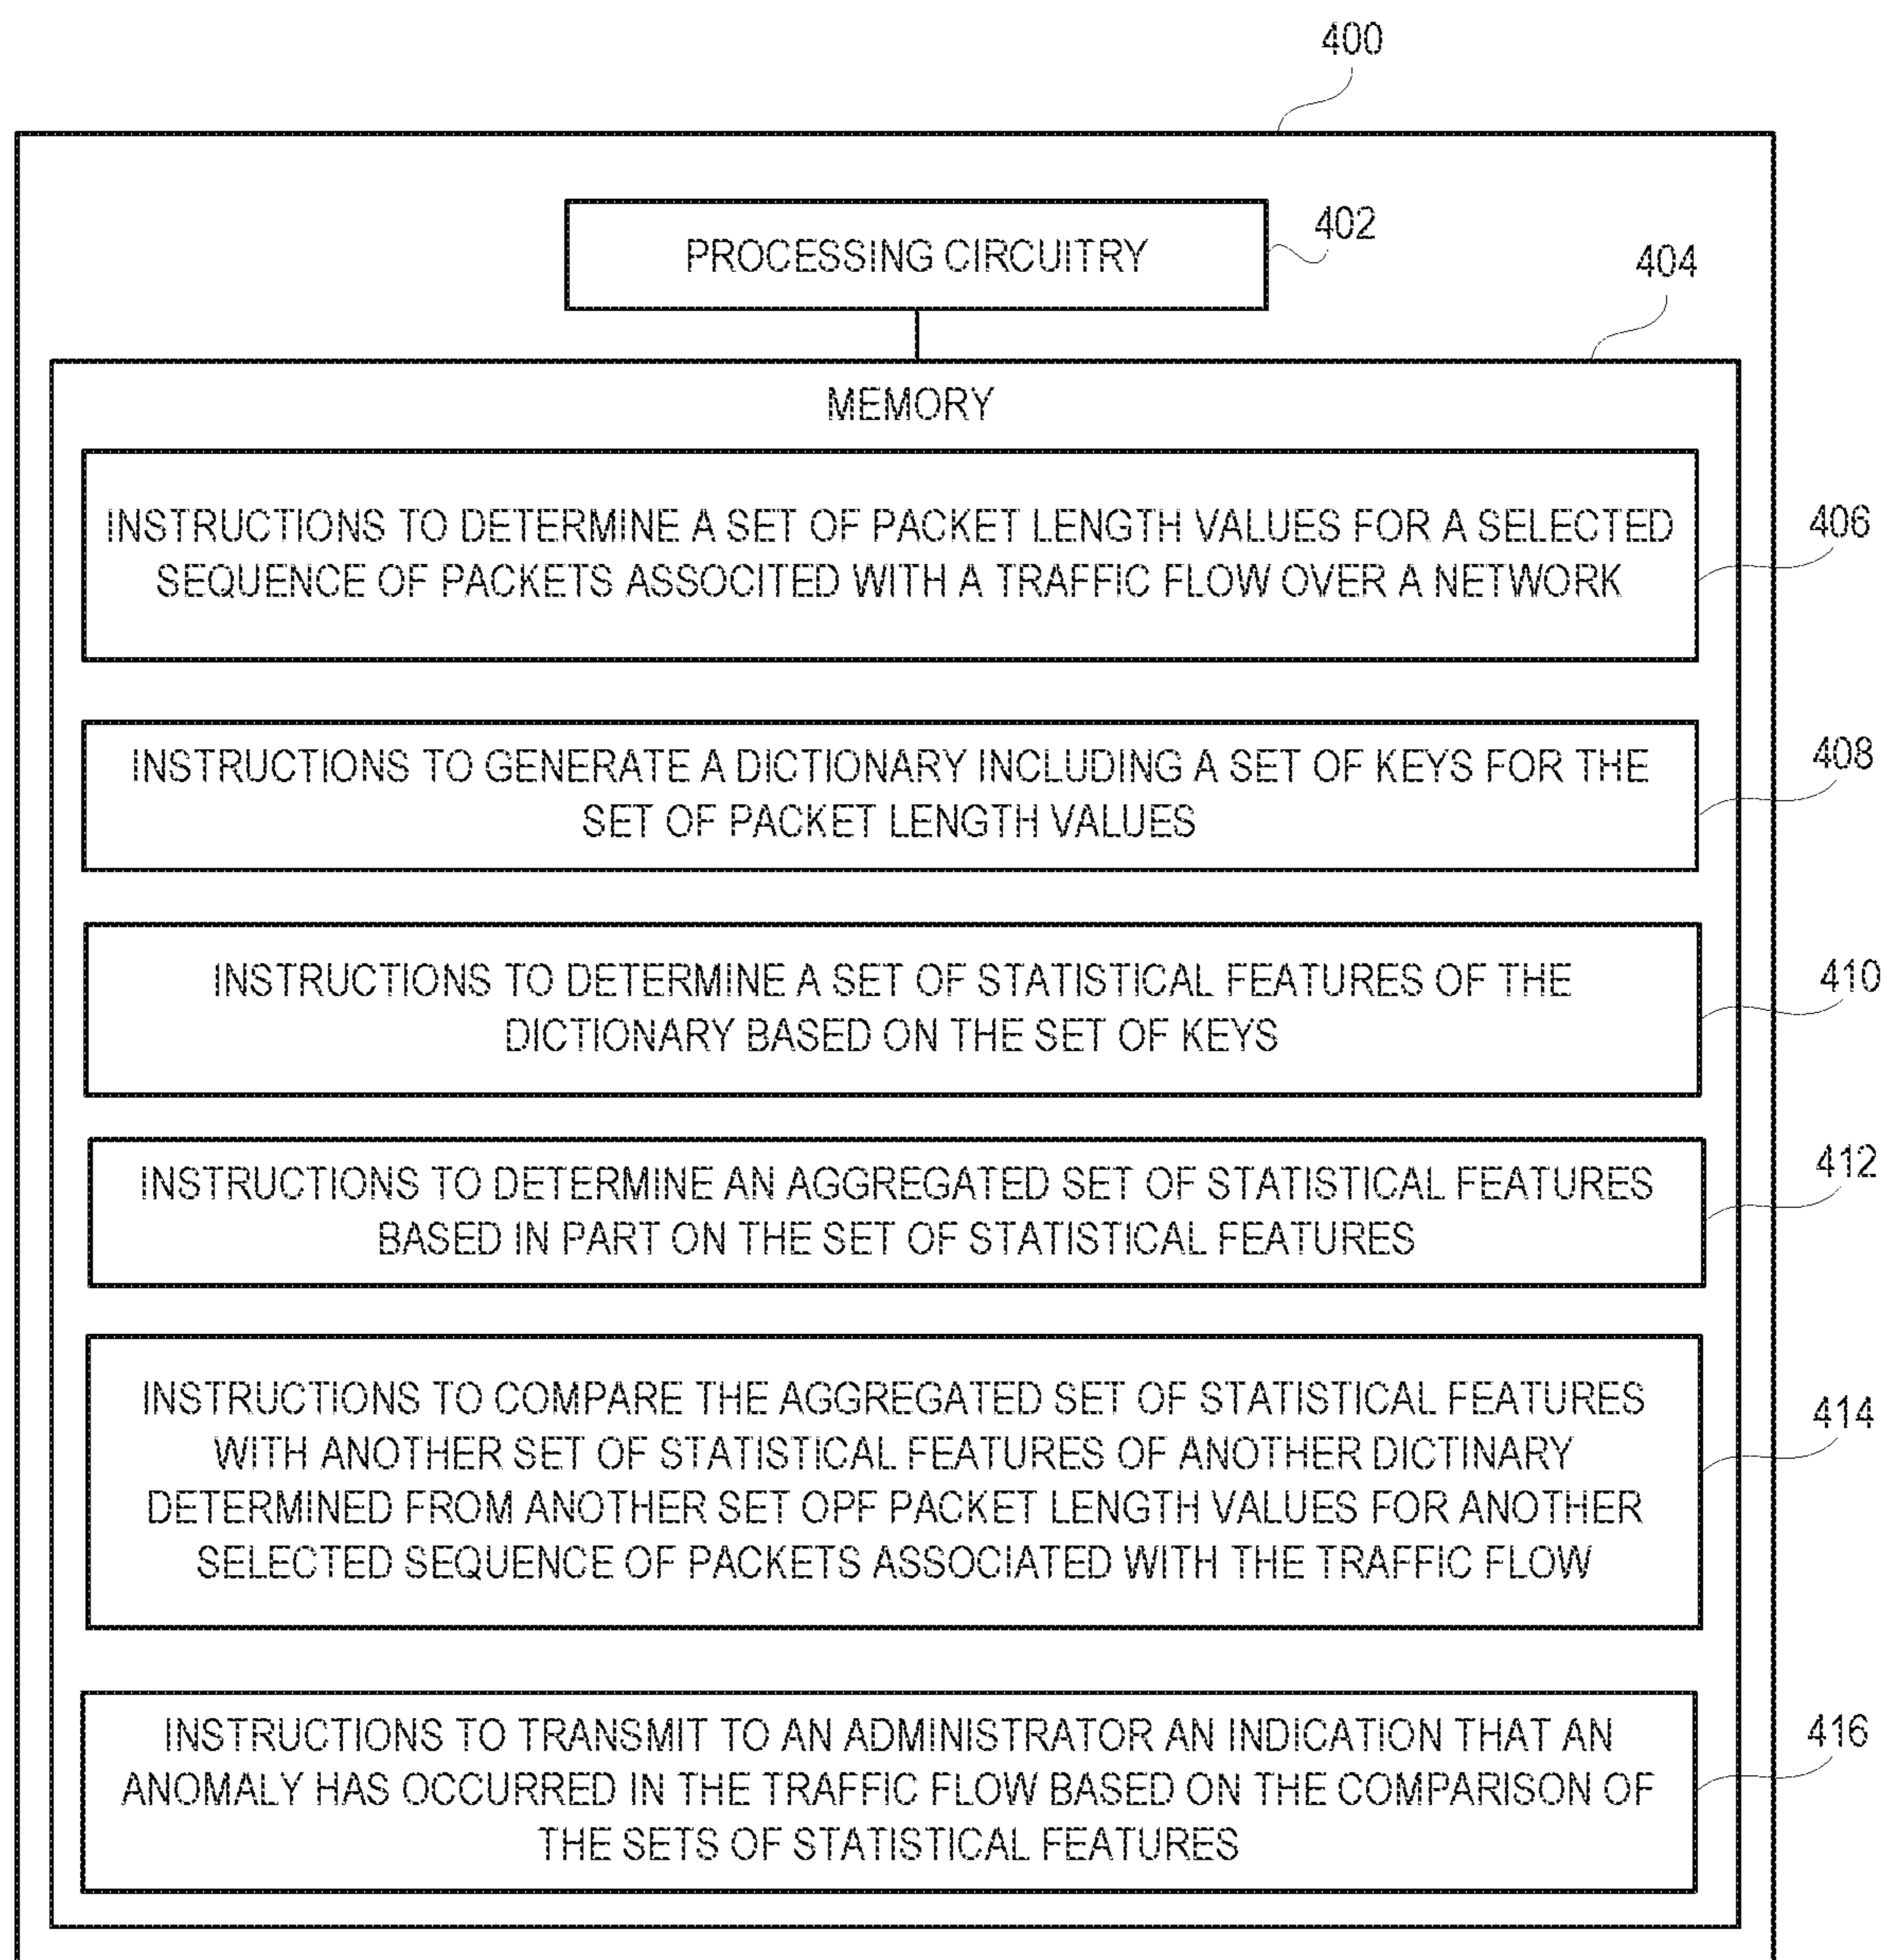 400
PROCESSING CIRCUITRY
402
404
MEMORY
INSTRUCTIONS TO DETERMINE A SET OF PACKET LENGTH VALUES FOR A SELECTED
SEQUENCE OF PACKETS ASSOCITED WITH A TRAFFIC FLOW OVER A NETWORK
406
INSTRUCTIONS TO GENERATE A DICTIONARY INCLUDING A SET OF KEYS FOR THE
SET OF PACKET LENGTH VALUES
408
INSTRUCTIONS TO DETERMINE A SET OF STATISTICAL FEATURES OF THE
DICTIONARY BASED ON THE SET OF KEYS
410
INSTRUCTIONS TO DETERMINE AN AGGREGATED SET OF STATISTICAL FEATURES
BASED IN PART ON THE SET OF STATISTICAL FEATURES
412
INSTRUCTIONS TO COMPARE THE AGGREGATED SET OF STATISTICAL FEATURES
WITH ANOTHER SET OF STATISTICAL FEATURES OF ANOTHER DICTINARY
DETERMINED FROM ANOTHER SET OPF PACKET LENGTH VALUES FOR ANOTHER
SELECTED SEQUENCE OF PACKETS ASSOCIATED WITH THE TRAFFIC FLOW
414
INSTRUCTIONS TO TRANSMIT TO AN ADMINISTRATOR AN INDICATION THAT AN
ANOMALY HAS OCCURRED IN THE TRAFFIC FLOW BASED ON THE COMPARISON OF
THE SETS OF STATISTICAL FEATURES
416